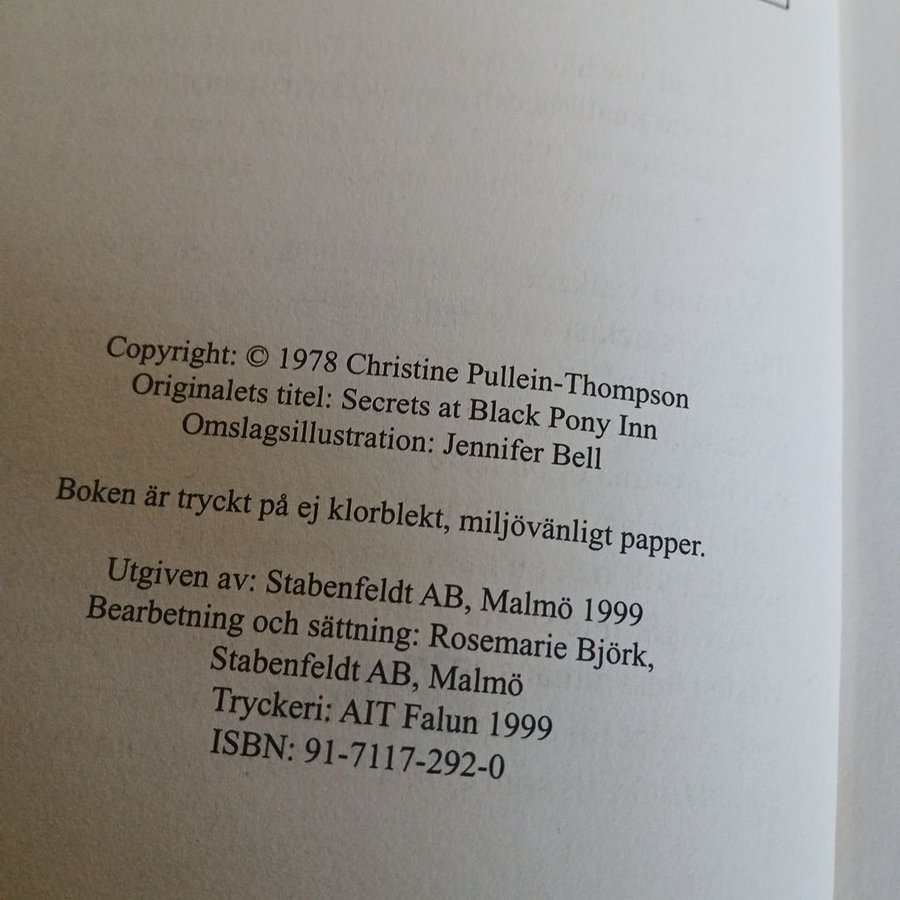 Copyright: © 1978 Christine Pullein-Thompson
Originalets titel: Secrets at Black Pony Inn
Omslagsillustration: Jennifer Bell
Boken är tryckt på ej klorblekt, miljövänligt papper.
Utgiven av: Stabenfeldt AB, Malmö 1999
Bearbetning och sättning: Rosemarie Björk,
Stabenfeldt AB, Malmö
Tryckeri: AIT Falun 1999
ISBN: 91-7117-292-0